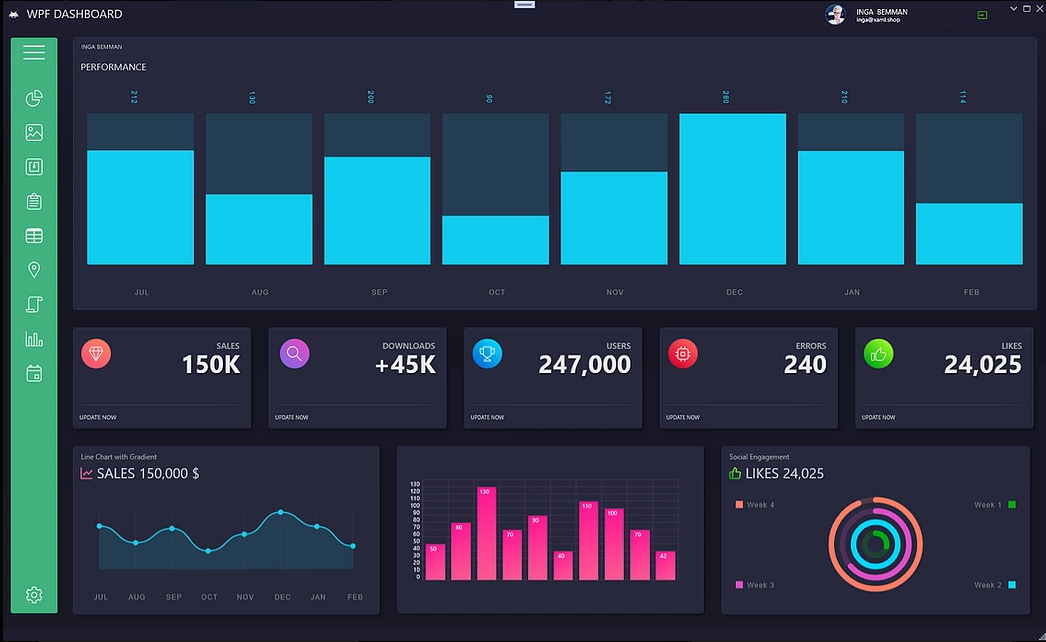 WPF DASHBOARD
INGA BEMMAN
inga@xaml.shop
INGA BEMMAN
PERFORMANCE
212 130 200 90 172 280 210 114
JUL AUG SEP OCT NOV DEC JAN FEB
SALES
150K
UPDATE NOW
DOWNLOADS
+45K
UPDATE NOW
USERS
247,000
UPDATE NOW
ERRORS
240
UPDATE NOW
LIKES
24,025
UPDATE NOW
Line Chart with Gradient
SALES 150,000 $
JUL AUG SEP OCT NOV DEC JAN FEB
130
120
110
100
90
80
70
60
50
40
30
20
10
0
50 80 130 70 90 40 110 100 70 42
Social Engagement
LIKES 24,025
Week 4 Week 1
Week 3 Week 2